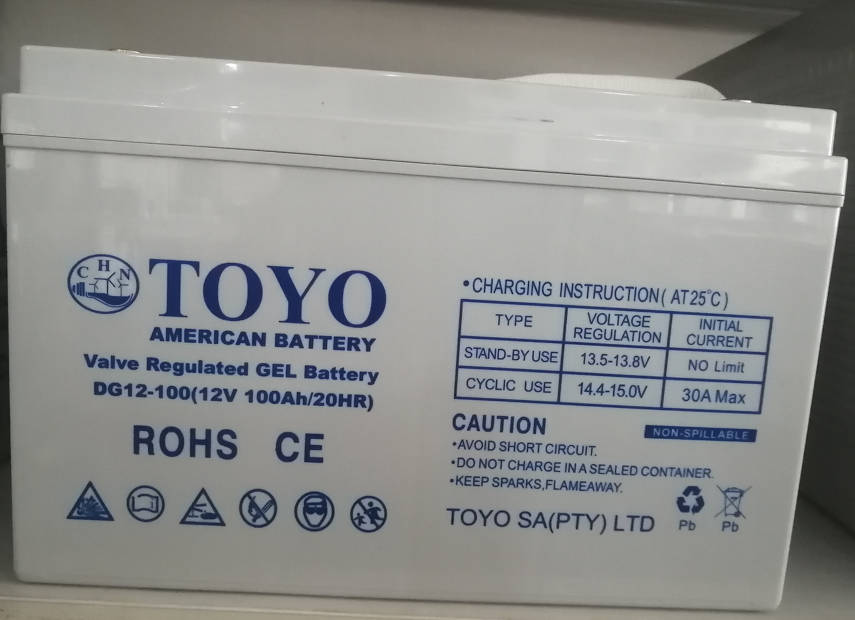 CHN
TOYO
AMERICAN BATTERY
Valve Regulated GEL Battery
DG12-100(12V 100Ah/20HR)
ROHS CE
•CHARGING INSTRUCTION( AT 25°C)
TYPE VOLTAGE REGULATION INITIAL CURRENT
STAND-BY USE 13.5-13.8V NO Limit
CYCLIC USE 14.4-15.0V 30A Max
CAUTION
NON-SPILLABLE
•AVOID SHORT CIRCUIT.
•DO NOT CHARGE IN A SEALED CONTAINER.
•KEEP SPARKS,FLAMEAWAY.
TOYO SA(PTY) LTD
Pb Pb